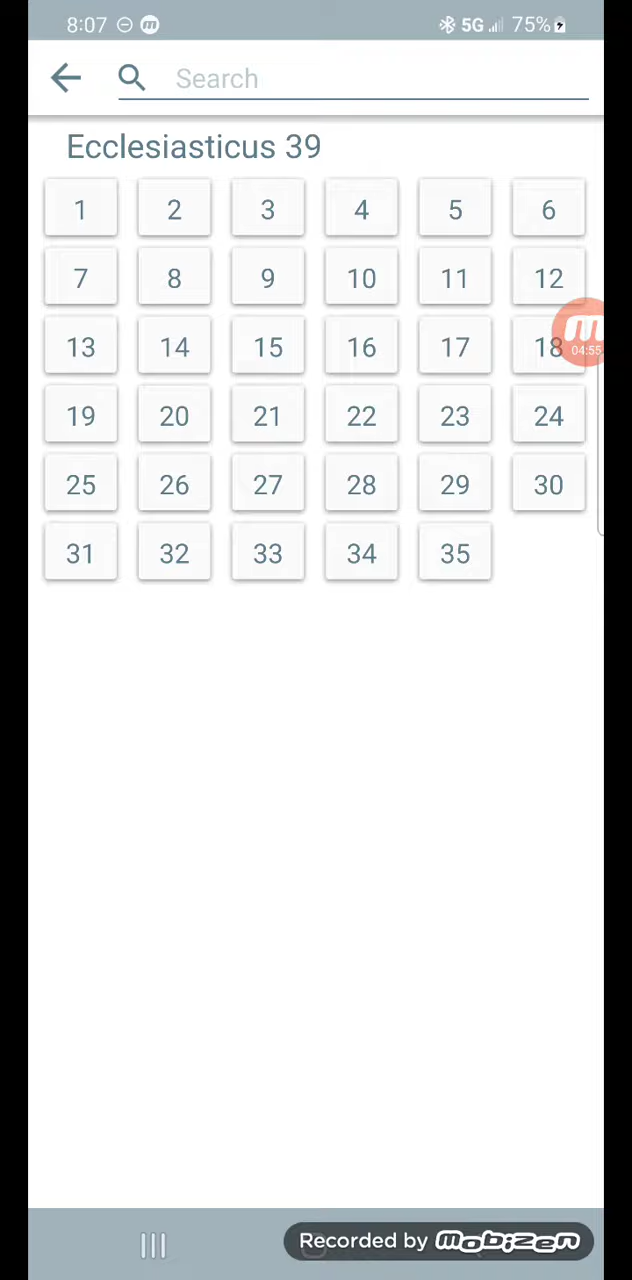 8:07 5G 75%
Search
Ecclesiasticus 39
1 2 3 4 5 6
7 8 9 10 11 12
13 14 15 16 17 18
04:55
19 20 21 22 23 24
25 26 27 28 29 30
31 32 33 34 35
Recorded by mobizen